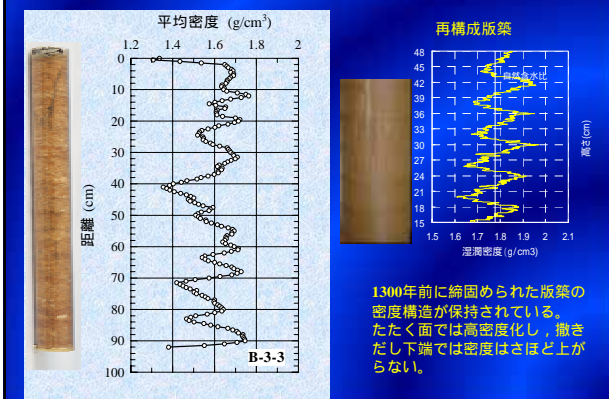 平均密度 (g/cm³)
1.2 1.4 1.6 1.8 2
0
10
20
30
40
50
60
70
80
90
100
距離 (cm)
B-3-3
再構成版築
48
45
42
39
36
33
30
27
24
21
18
15
自然含水比
高さ(cm)
1.5 1.6 1.7 1.8 1.9 2 2.1
湿潤密度(g/cm3)
1300年前に締固められた版築の
密度構造が保持されている。
たたく面では高密度化し，撒き
だし下端では密度はさほど上が
らない。